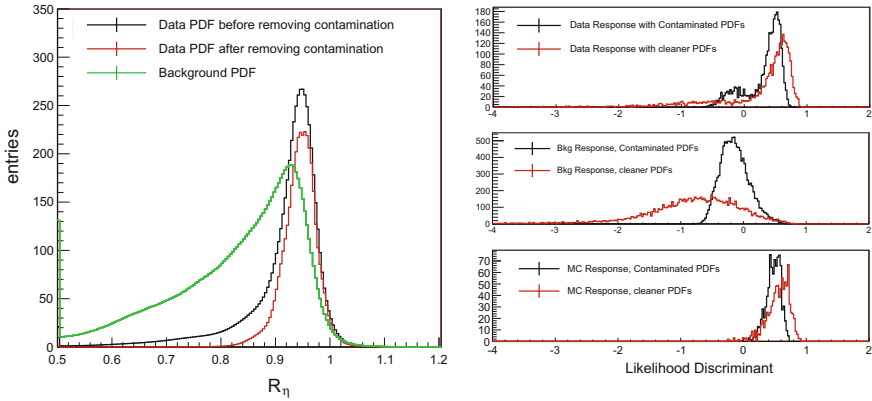 350
300
250
200
150
100
50
0
entries
Data PDF before removing contamination
Data PDF after removing contamination
Background PDF
0.5 0.6 0.7 0.8 0.9 1 1.1 1.2
Rη
180
160
140
120
100
80
60
40
20
0
Data Response with Contaminated PDFs
Data Response with cleaner PDFs
-4 -3 -2 -1 0 1 2
500
400
300
200
100
0
Bkg Response, Contaminated PDFs
Bkg Response, cleaner PDFs
-4 -3 -2 -1 0 1 2
70
60
50
40
30
20
10
0
MC Response, Contaminated PDFs
MC Response, cleaner PDFs
-4 -3 -2 -1 0 1 2
Likelihood Discriminant